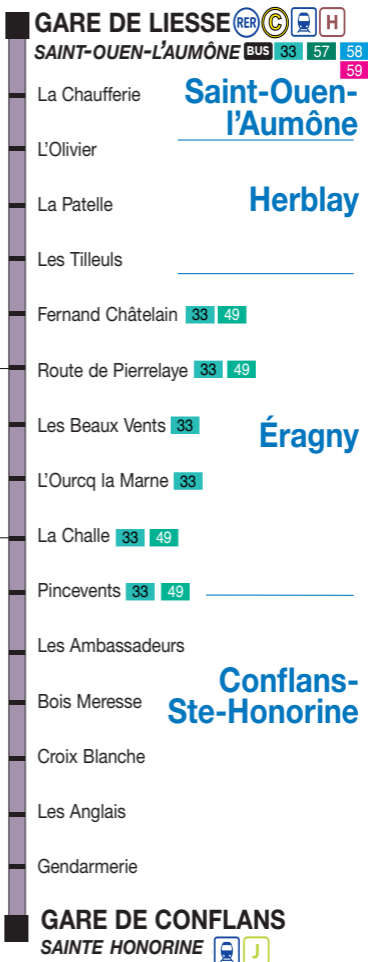 GARE DE LIESSE RER C H
SAINT-OUEN-L'AUMÔNE BUS 33 57 58
59
La Chaufferie
Saint-Ouen-
l'Aumône
L'Olivier
La Patelle
Herblay
Les Tilleuls
Fernand Châtelain 33 49
Route de Pierrelaye 33 49
Les Beaux Vents 33
Éragny
L'Ourcq la Marne 33
La Challe 33 49
Pincevents 33 49
Les Ambassadeurs
Conflans-
Ste-Honorine
Bois Meresse
Croix Blanche
Les Anglais
Gendarmerie
GARE DE CONFLANS
SAINTE HONORINE J